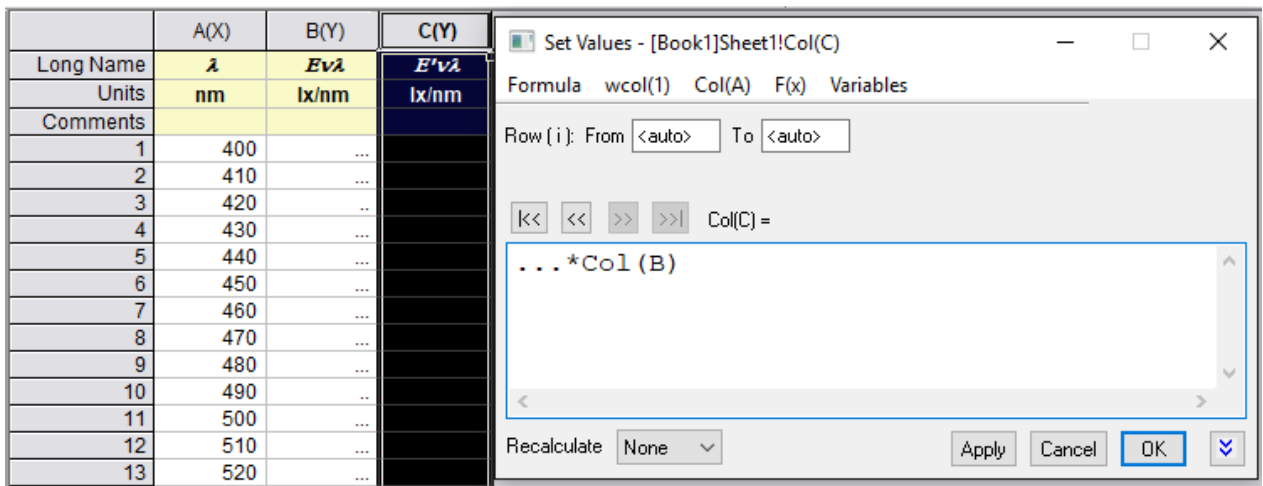 A(X) B(Y) C(Y)
Long Name λ Evλ E'vλ
Units nm lx/nm lx/nm
Comments
1 400 ...
2 410 ...
3 420 ..
4 430 ...
5 440 ...
6 450 ...
7 460 ...
8 470 ...
9 480 ...
10 490 ..
11 500 ...
12 510 ...
13 520 ...
Set Values - [Book1]Sheet1!Col(C)
Formula wcol(1) Col(A) F(x) Variables
Row (i): From <auto> To <auto>
|<< << >> >>| Col(C) =
...*Col(B)
Recalculate None Apply Cancel OK